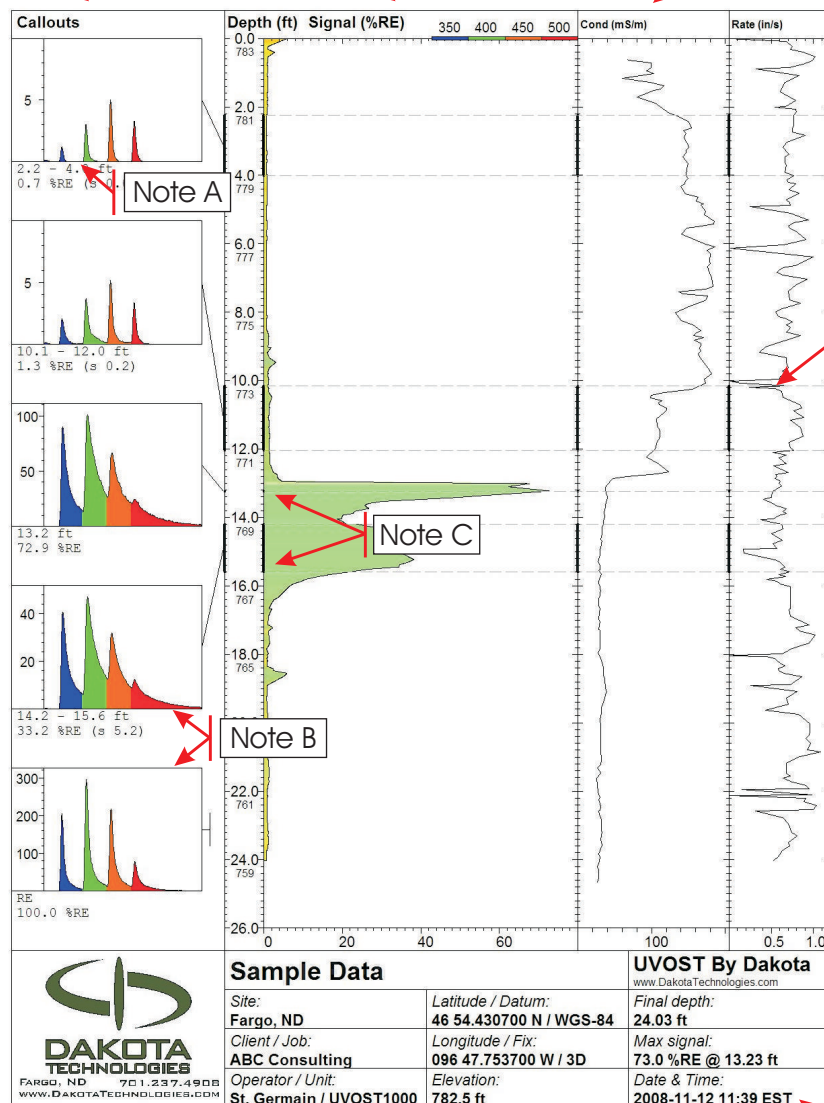 Callouts
Depth (ft) Signal (%RE) 350 400 450 500
Cond (mS/m)
Rate (in/s)
5
2.2 - 4.
0.7 %RE (s 0.
Note A
5
10.1 - 12.0 ft
1.3 %RE (s 0.2)
100
50
13.2 ft
72.9 %RE
40
20
14.2 - 15.6 ft
33.2 %RE (s 5.2)
Note B
300
200
100
RE
100.0 %RE
0.0
783
2.0
781
4.0
779
6.0
777
8.0
775
10.0
773
12.0
771
14.0
769
16.0
767
18.0
765
22.0
761
24.0
759
26.0
Note C
0 20 40 60
100
0.5 1.0
DAKOTA
TECHNOLOGIES
FARGO, ND 701.237.4908
WWW.DAKOTATECHNOLOGIES.COM
Sample Data
UVOST By Dakota
www.DakotaTechnologies.com
Site:
Fargo, ND
Latitude / Datum:
46 54.430700 N / WGS-84
Final depth:
24.03 ft
Client / Job:
ABC Consulting
Longitude / Fix:
096 47.753700 W / 3D
Max signal:
73.0 %RE @ 13.23 ft
Operator / Unit:
St. Germain / UVOST1000
Elevation:
782.5 ft
Date & Time:
2008-11-12 11:39 EST